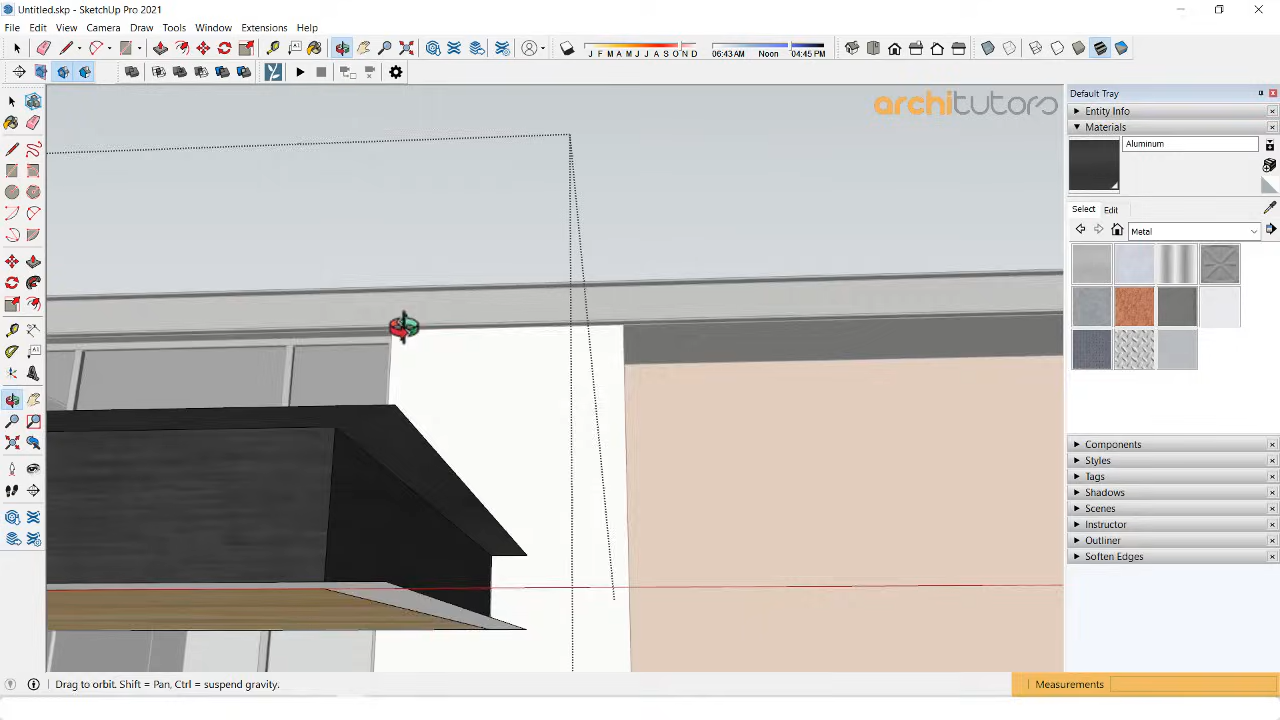 Untitled.skp - SketchUp Pro 2021
File Edit View Camera Draw Tools Window Extensions Help
J F M A M J J A S O N D
06:43 AM Noon 04:45 PM
architutors
Default Tray
Entity Info
Materials
Aluminum
Select Edit
Metal
Components
Styles
Tags
Shadows
Scenes
Instructor
Outliner
Soften Edges
Drag to orbit. Shift = Pan, Ctrl = suspend gravity.
Measurements